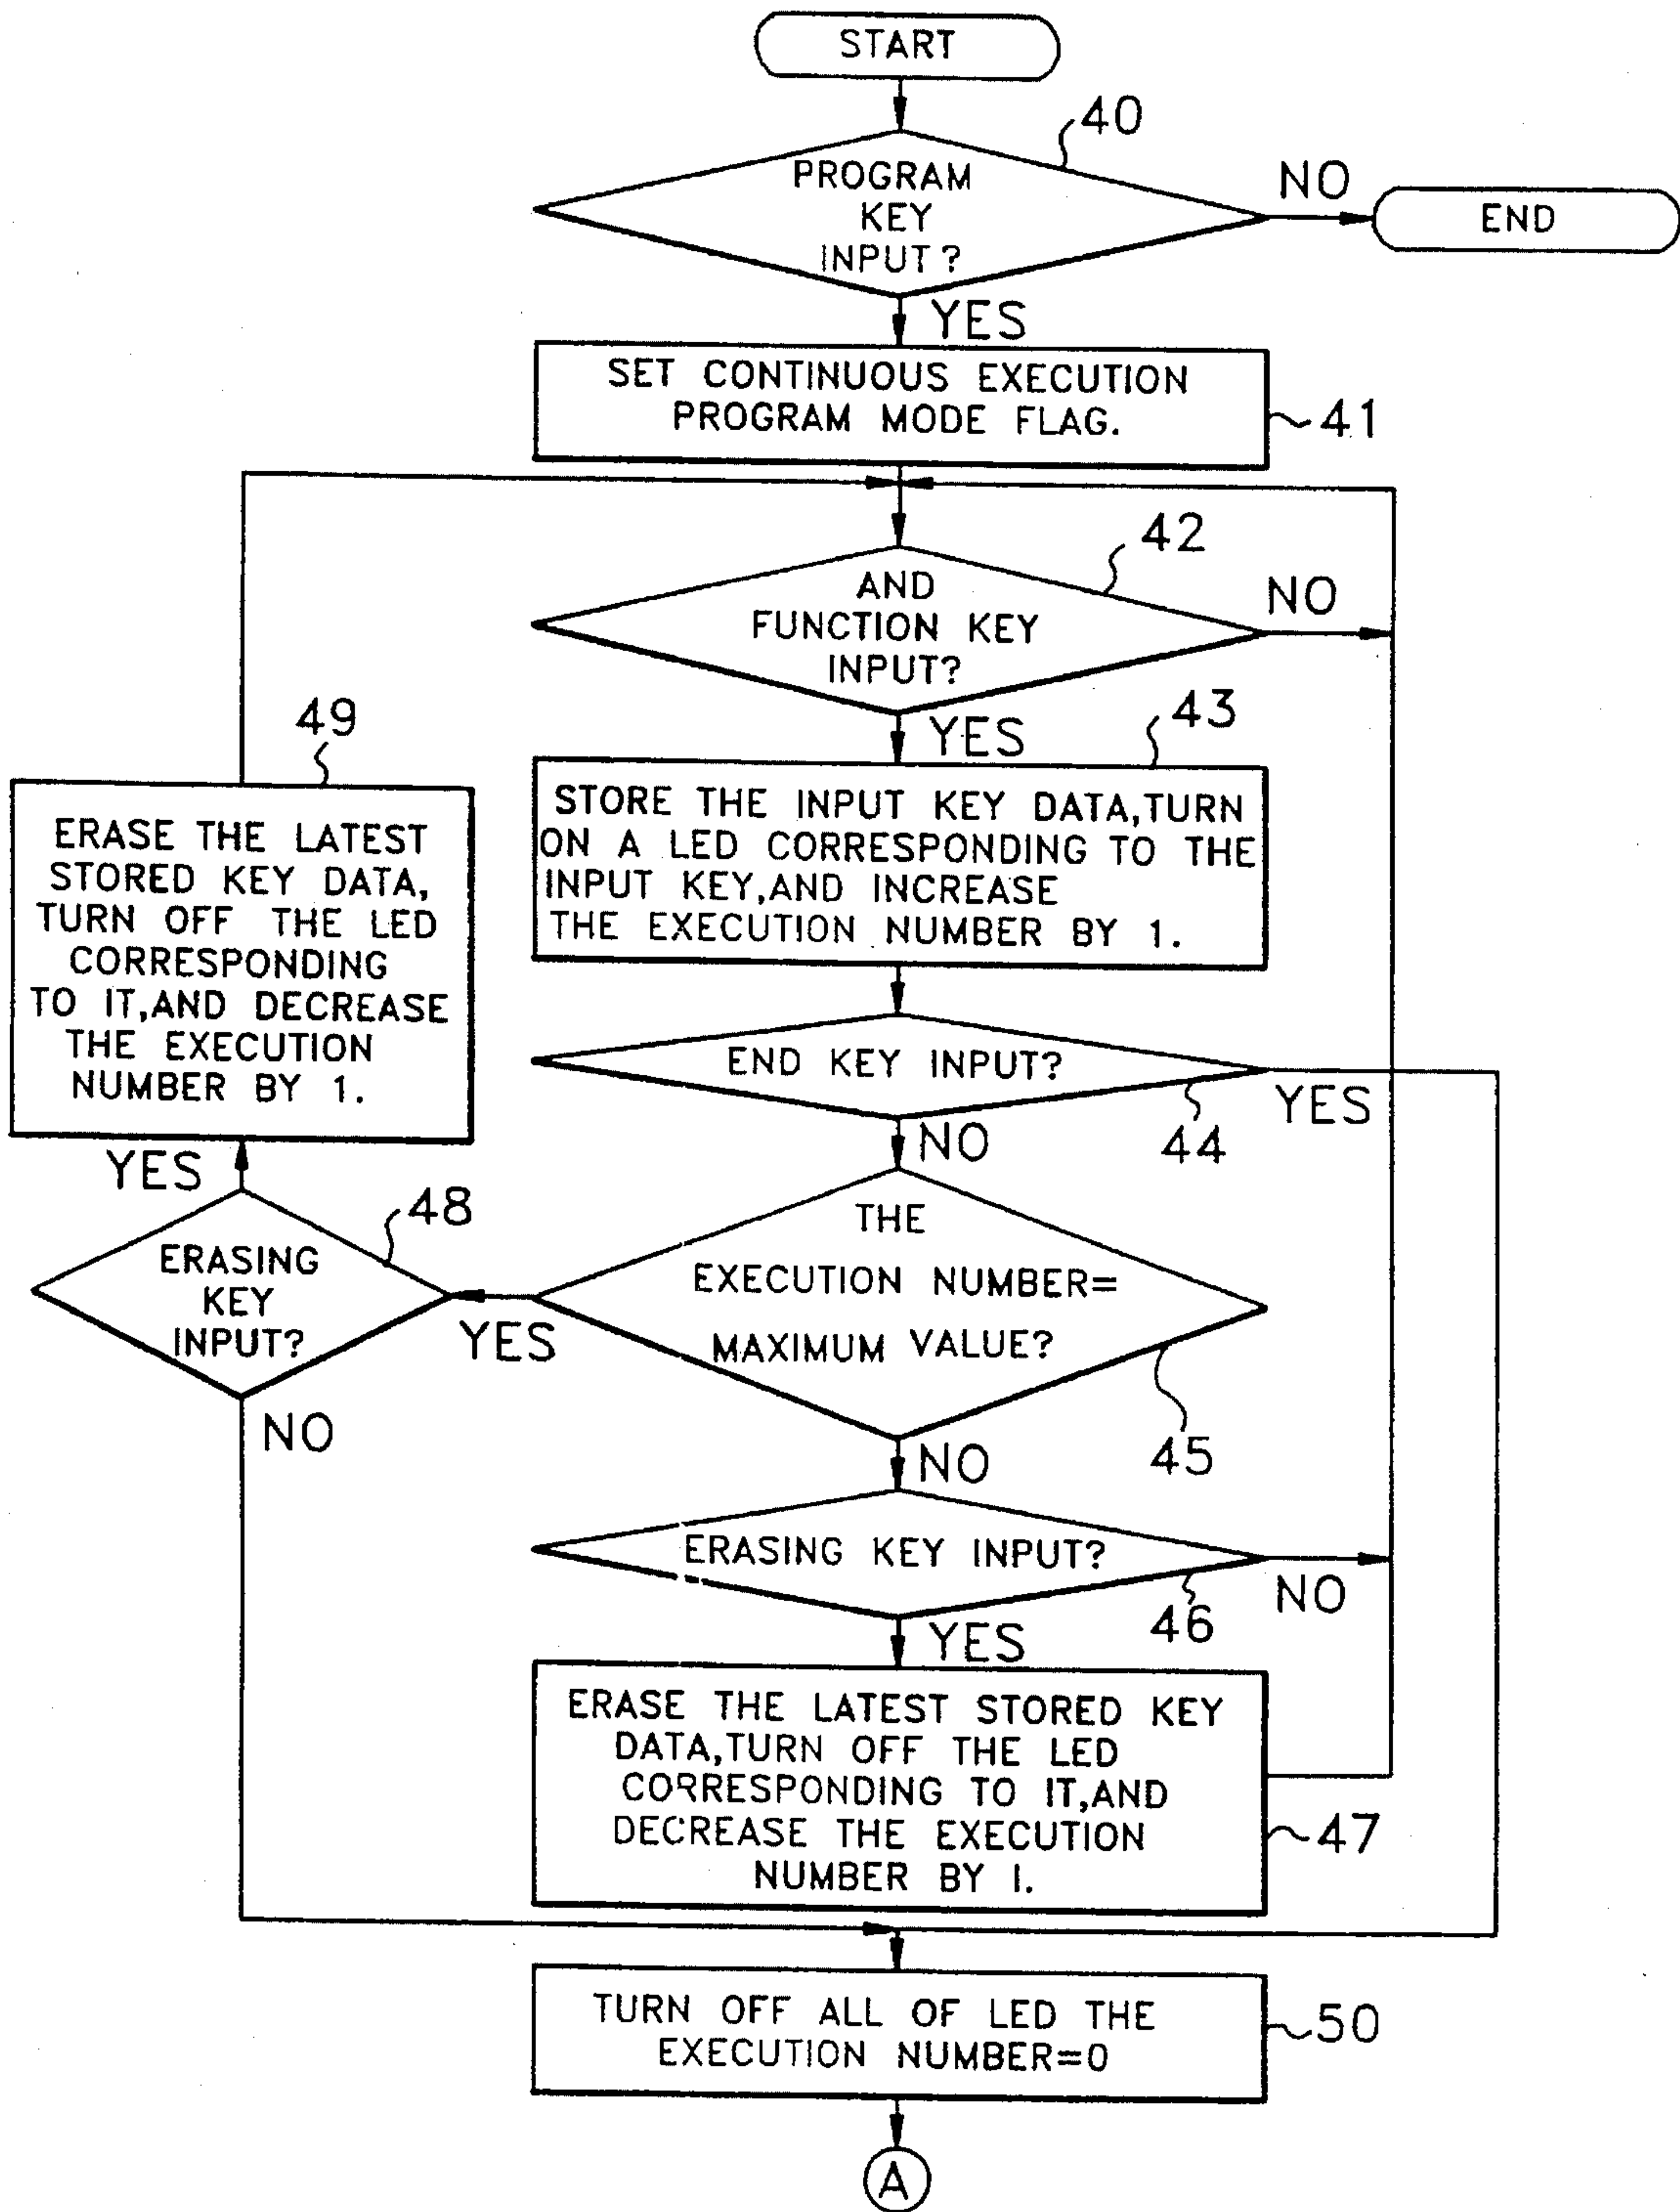 START
40
PROGRAM
KEY
INPUT?
NO
END
YES
SET CONTINUOUS EXECUTION
PROGRAM MODE FLAG.
41
42
AND
FUNCTION KEY
INPUT?
NO
YES
43
STORE THE INPUT KEY DATA,TURN
ON A LED CORRESPONDING TO THE
INPUT KEY,AND INCREASE
THE EXECUTION NUMBER BY 1.
49
ERASE THE LATEST
STORED KEY DATA,
TURN OFF THE LED
CORRESPONDING
TO IT,AND DECREASE
THE EXECUTION
NUMBER BY 1.
END KEY INPUT?
YES
44
NO
YES
48
ERASING
KEY
INPUT?
YES
NO
THE
EXECUTION NUMBER=
MAXIMUM VALUE?
45
NO
ERASING KEY INPUT?
NO
46
YES
ERASE THE LATEST STORED KEY
DATA,TURN OFF THE LED
CORRESPONDING TO IT,AND
DECREASE THE EXECUTION
NUMBER BY 1.
47
TURN OFF ALL OF LED THE
EXECUTION NUMBER=0
50
A